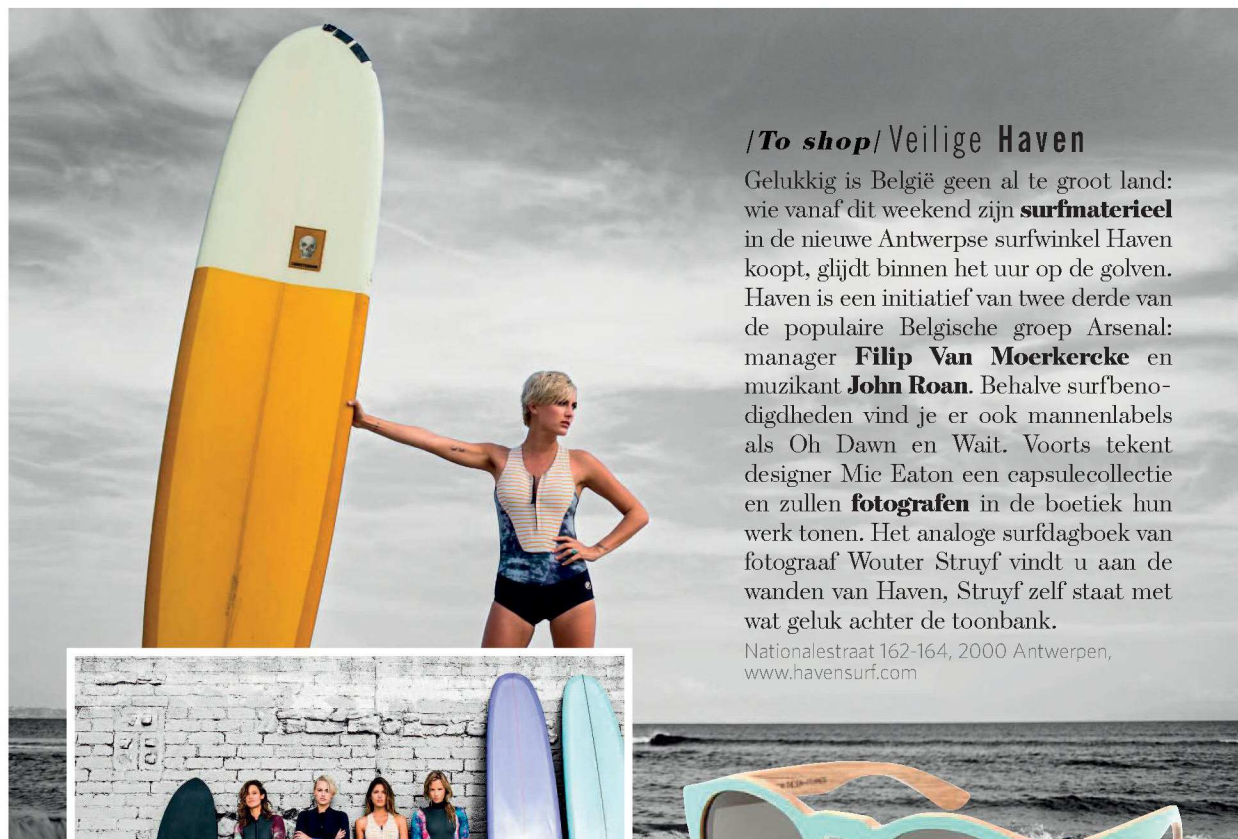 /To shop/ Veilige Haven
Gelukkig is België geen al te groot land:
wie vanaf dit weekend zijn surfmaterieel
in de nieuwe Antwerpse surfwinkel Haven
koopt, glijdt binnen het uur op de golven.
Haven is een initiatief van twee derde van
de populaire Belgische groep Arsenal:
manager Filip Van Moerkercke en
muzikant John Roan. Behalve surfbeno-
digdheden vind je er ook mannenlabels
als Oh Dawn en Wait. Voorts tekent
designer Mic Eaton een capsulecollectie
en zullen fotografen in de boetiek hun
werk tonen. Het analoge surfdagboek van
fotograaf Wouter Struyf vindt u aan de
wanden van Haven, Struyf zelf staat met
wat geluk achter de toonbank.
Nationalestraat 162-164, 2000 Antwerpen,
www.havensurf.com